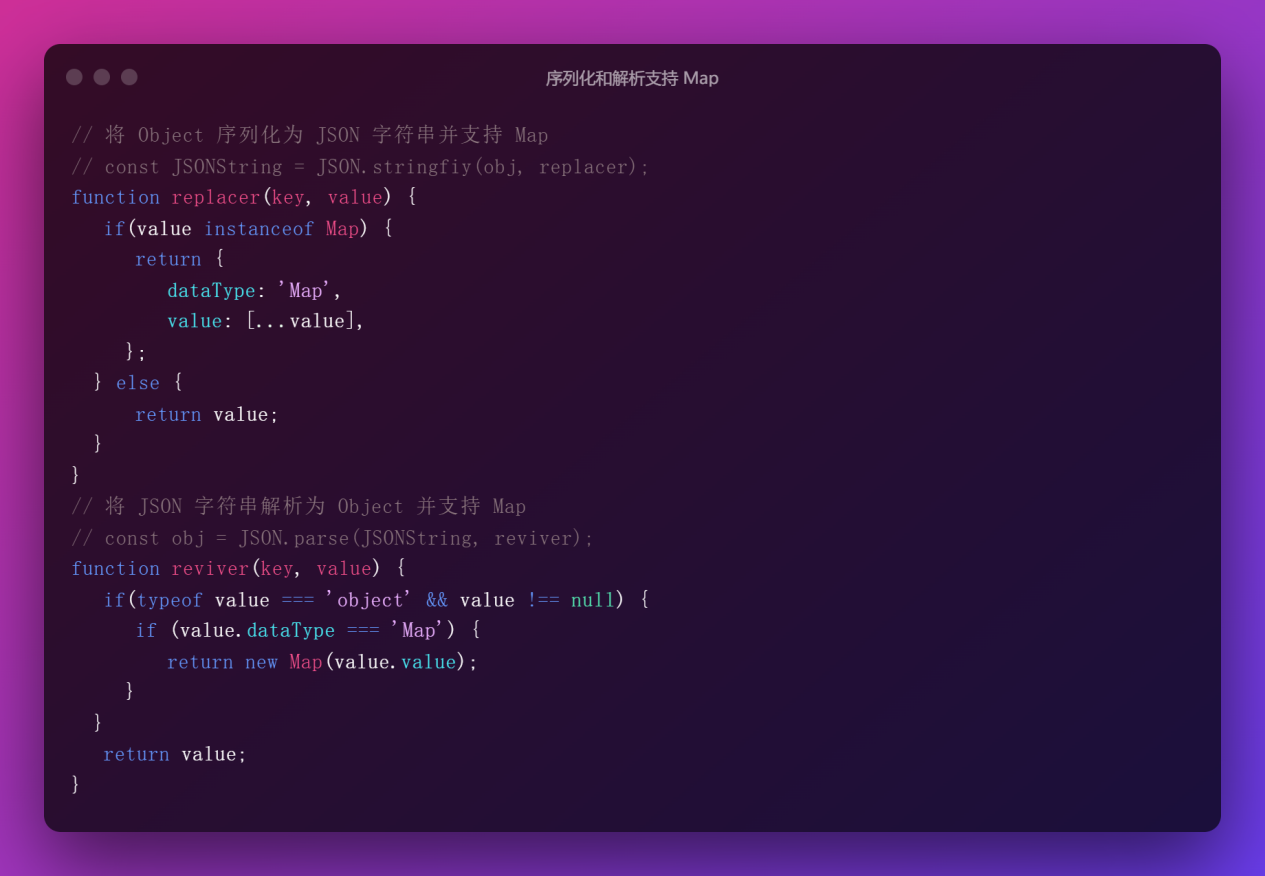 序列化和解析支持 Map
// 将 Object 序列化为 JSON 字符串并支持 Map
// const JSONString = JSON.stringfiy(obj, replacer);
function replacer(key, value) {
if(value instanceof Map) {
return {
dataType: 'Map',
value: [...value],
};
} else {
return value;
}
}
// 将 JSON 字符串解析为 Object 并支持 Map
// const obj = JSON.parse(JSONString, reviver);
function reviver(key, value) {
if(typeof value === 'object' && value !== null) {
if (value.dataType === 'Map') {
return new Map(value.value);
}
}
return value;
}